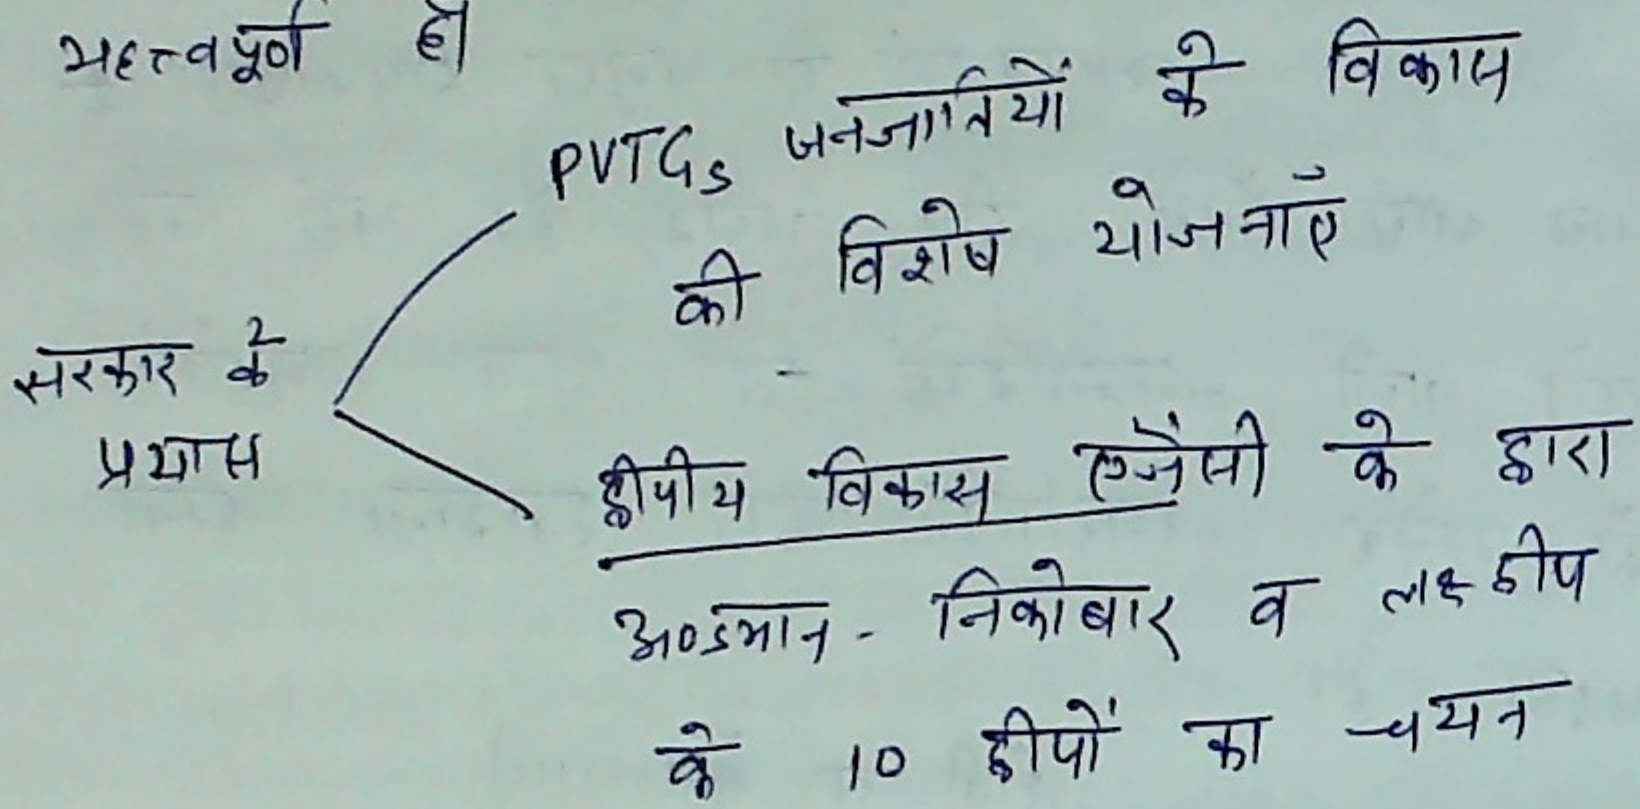 महत्वपूर्ण है।
PVTGs जनजातियों के विकास
की विशेष योजनाएँ
सरकार के
प्रयास
द्वीपीय विकास एजेंसी के द्वारा
अण्डमान - निकोबार व लक्षद्वीप
के 10 द्वीपों का चयन